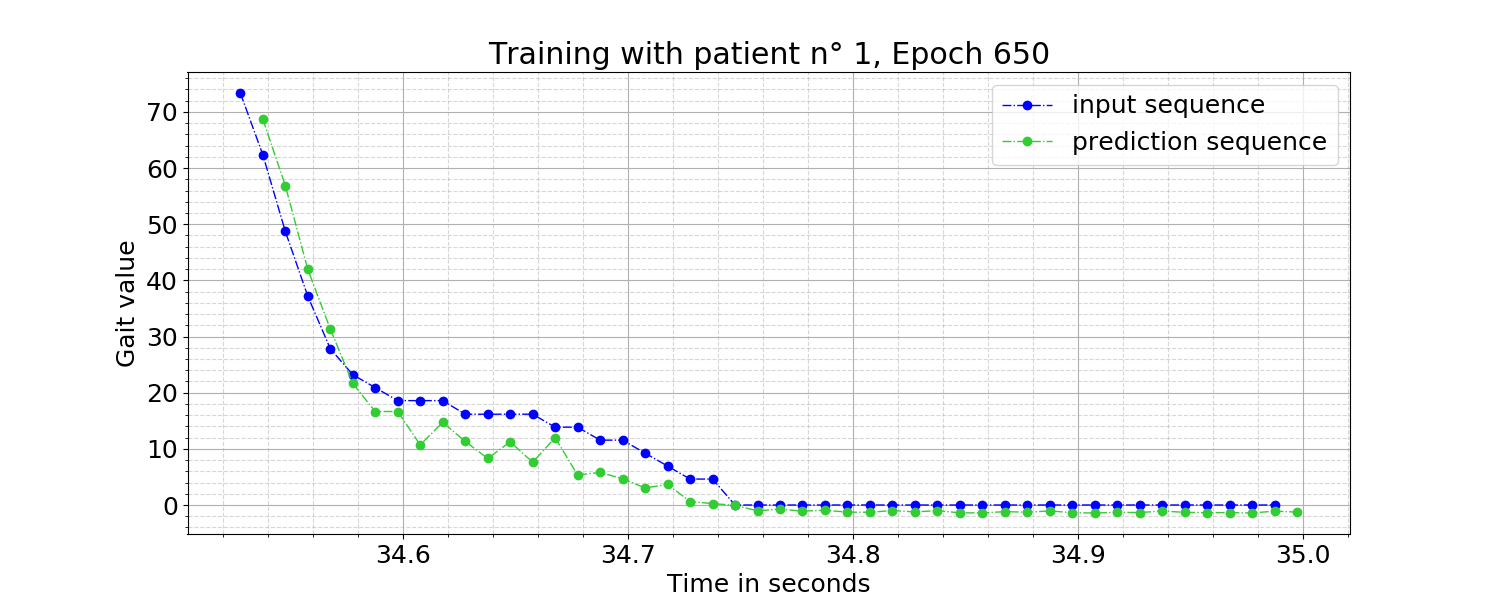 Training with patient n° 1, Epoch 650
input sequence
prediction sequence
Gait value
70
60
50
40
30
20
10
0
34.6 34.7 34.8 34.9 35.0
Time in seconds